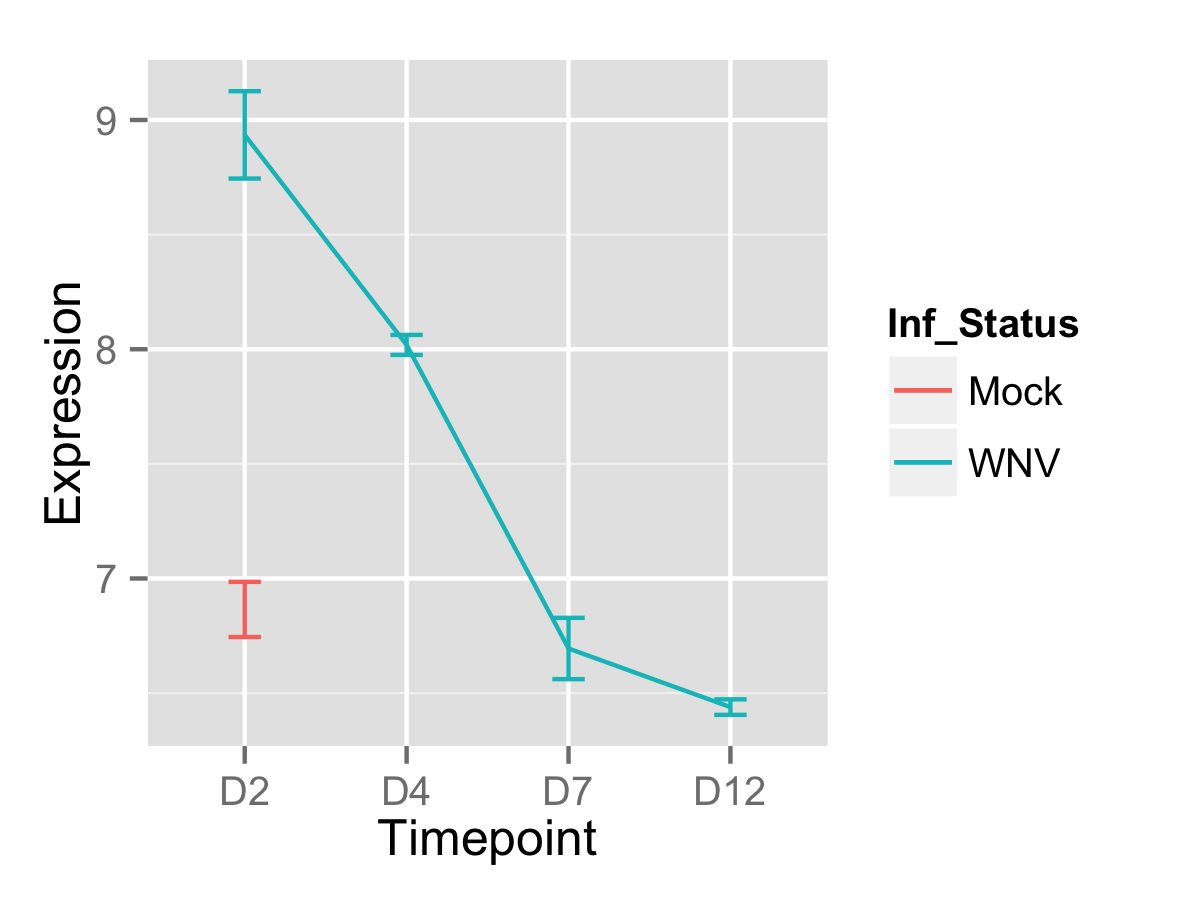 9
8
7
Expression
D2 D4 D7 D12
Timepoint
Inf_Status
Mock
WNV